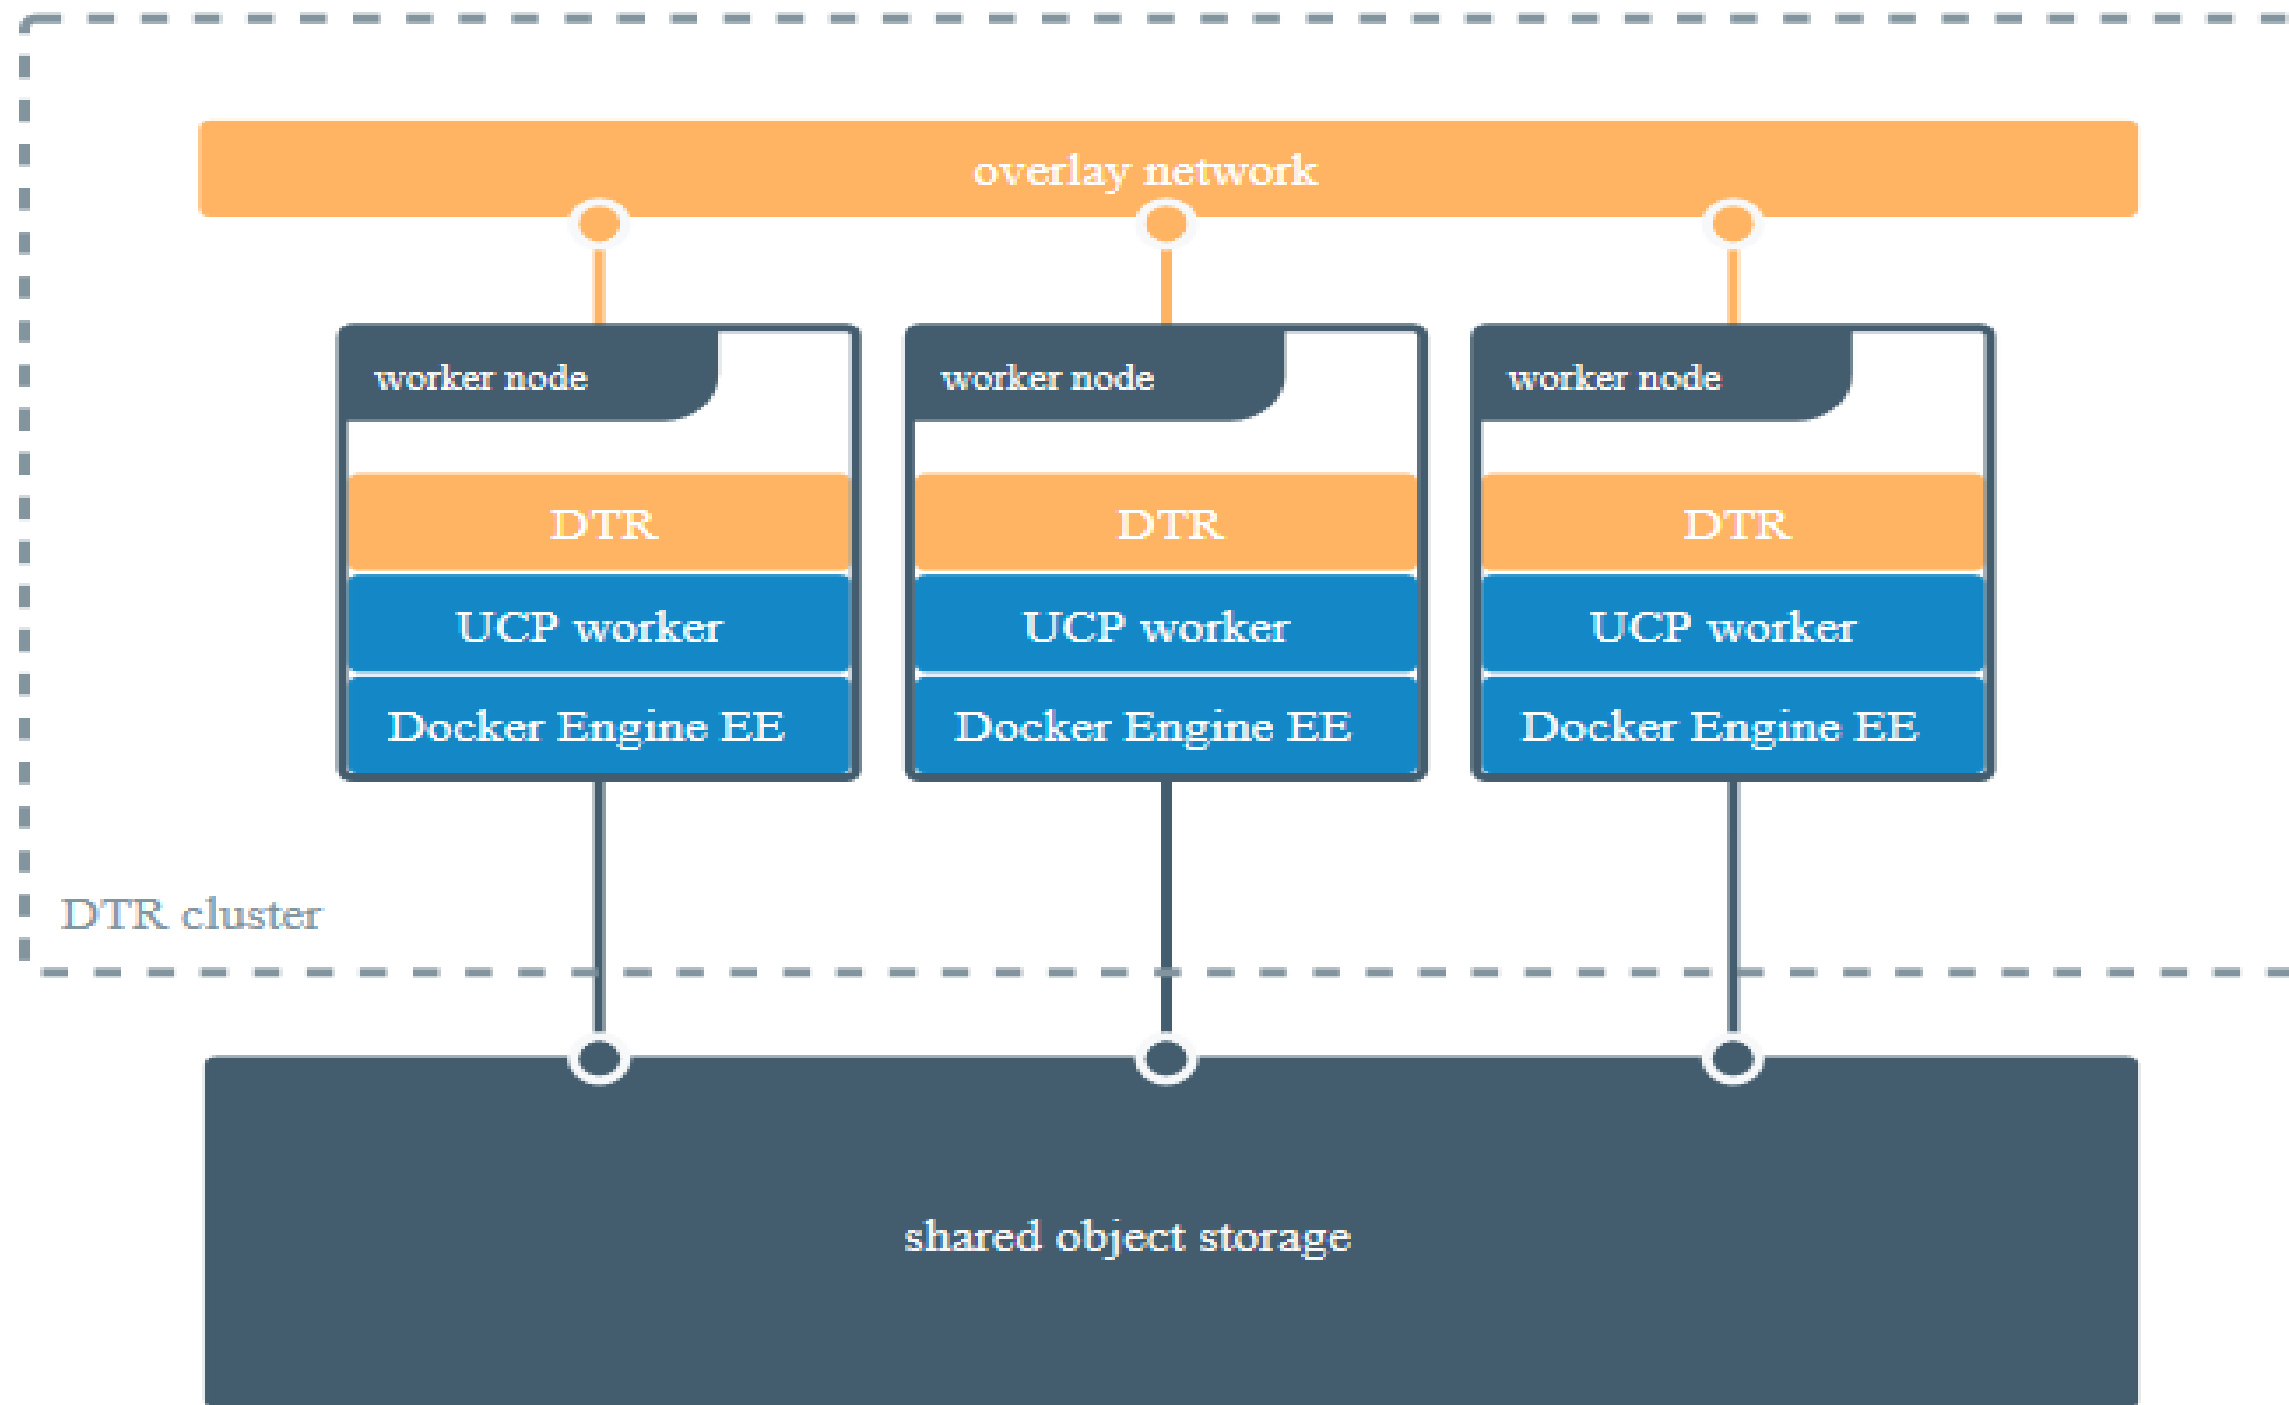 overlay network
worker node
worker node
worker node
DTR
DTR
DTR
UCP worker
UCP worker
UCP worker
Docker Engine EE
Docker Engine EE
Docker Engine EE
DTR cluster
shared object storage